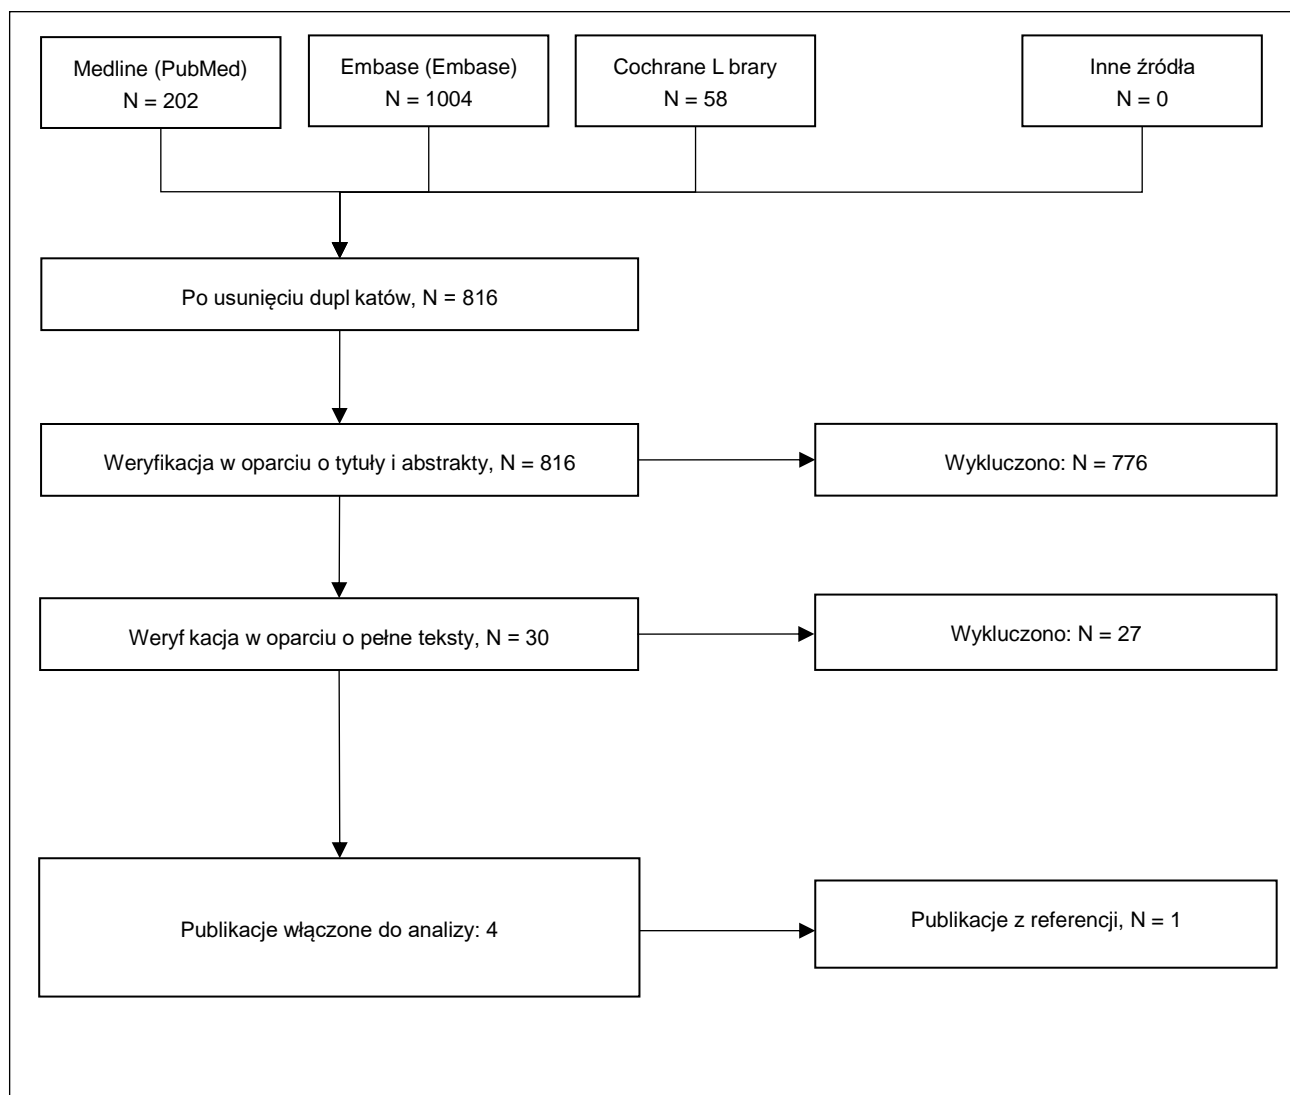 Medline (PubMed)
N = 202
Embase (Embase)
N = 1004
Cochrane L brary
N = 58
Inne źródła
N = 0
Po usunięciu dupl katów, N = 816
Weryfikacja w oparciu o tytuły i abstrakty, N = 816
Wykluczono: N = 776
Weryf kacja w oparciu o pełne teksty, N = 30
Wykluczono: N = 27
Publikacje włączone do analizy: 4
Publikacje z referencji, N = 1